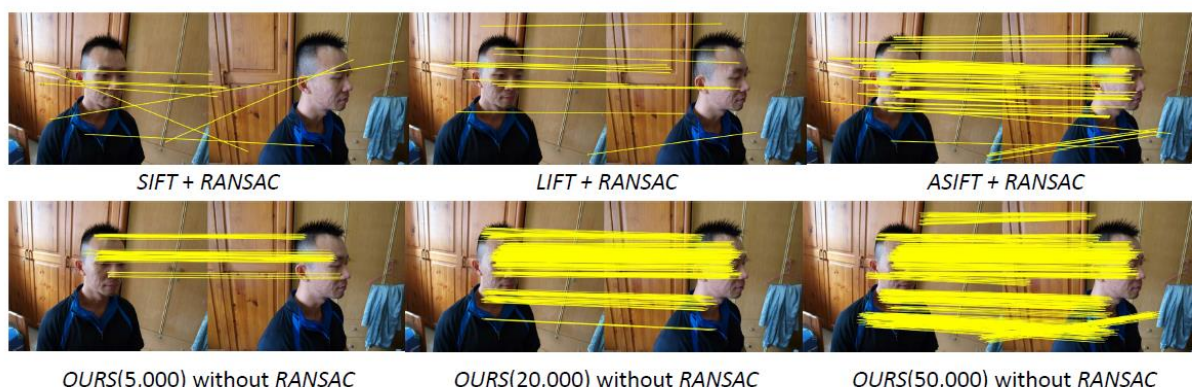 SIFT + RANSAC LIFT + RANSAC ASIFT + RANSAC
OURS(5.000) without RANSAC OURS(20.000) without RANSAC OURS(50.000) without RANSAC